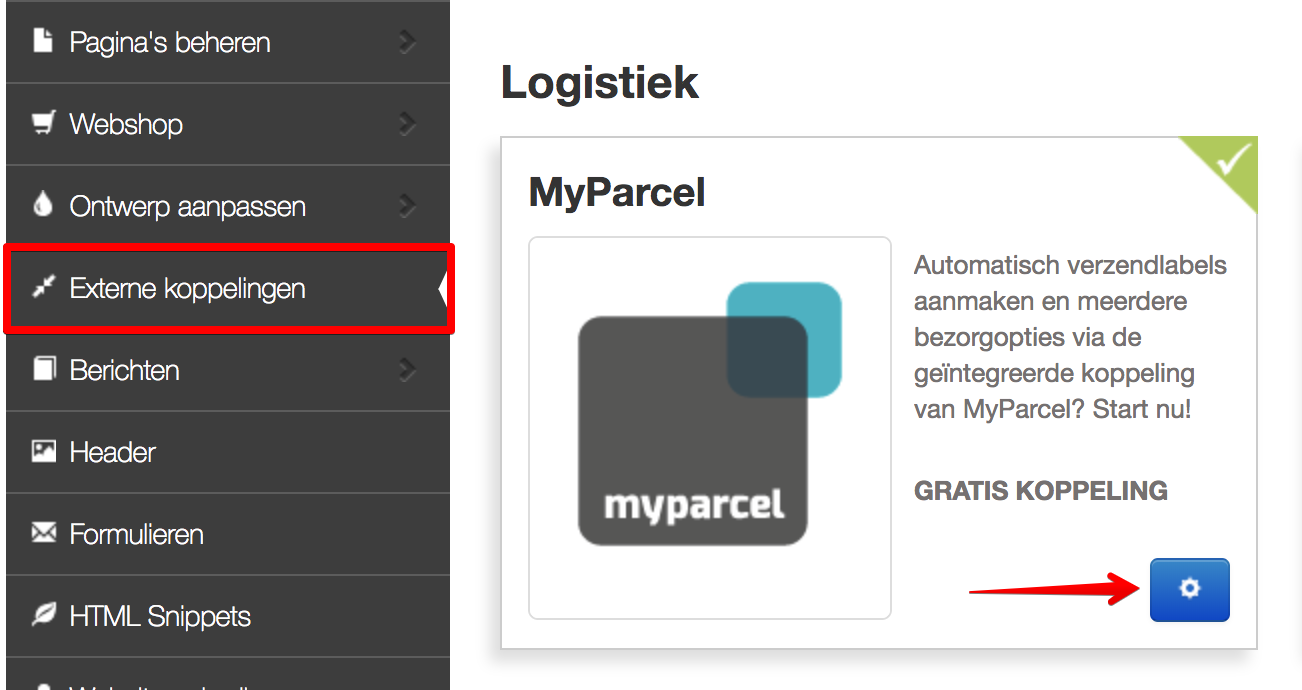 Pagina's beheren
Webshop
Ontwerp aanpassen
Externe koppelingen
Berichten
Header
Formulieren
HTML Snippets
Logistiek
MyParcel
myparcel
Automatisch verzendlabels
aanmaken en meerdere
bezorgopties via de
geïntegreerde koppeling
van MyParcel? Start nu!
GRATIS KOPPELING